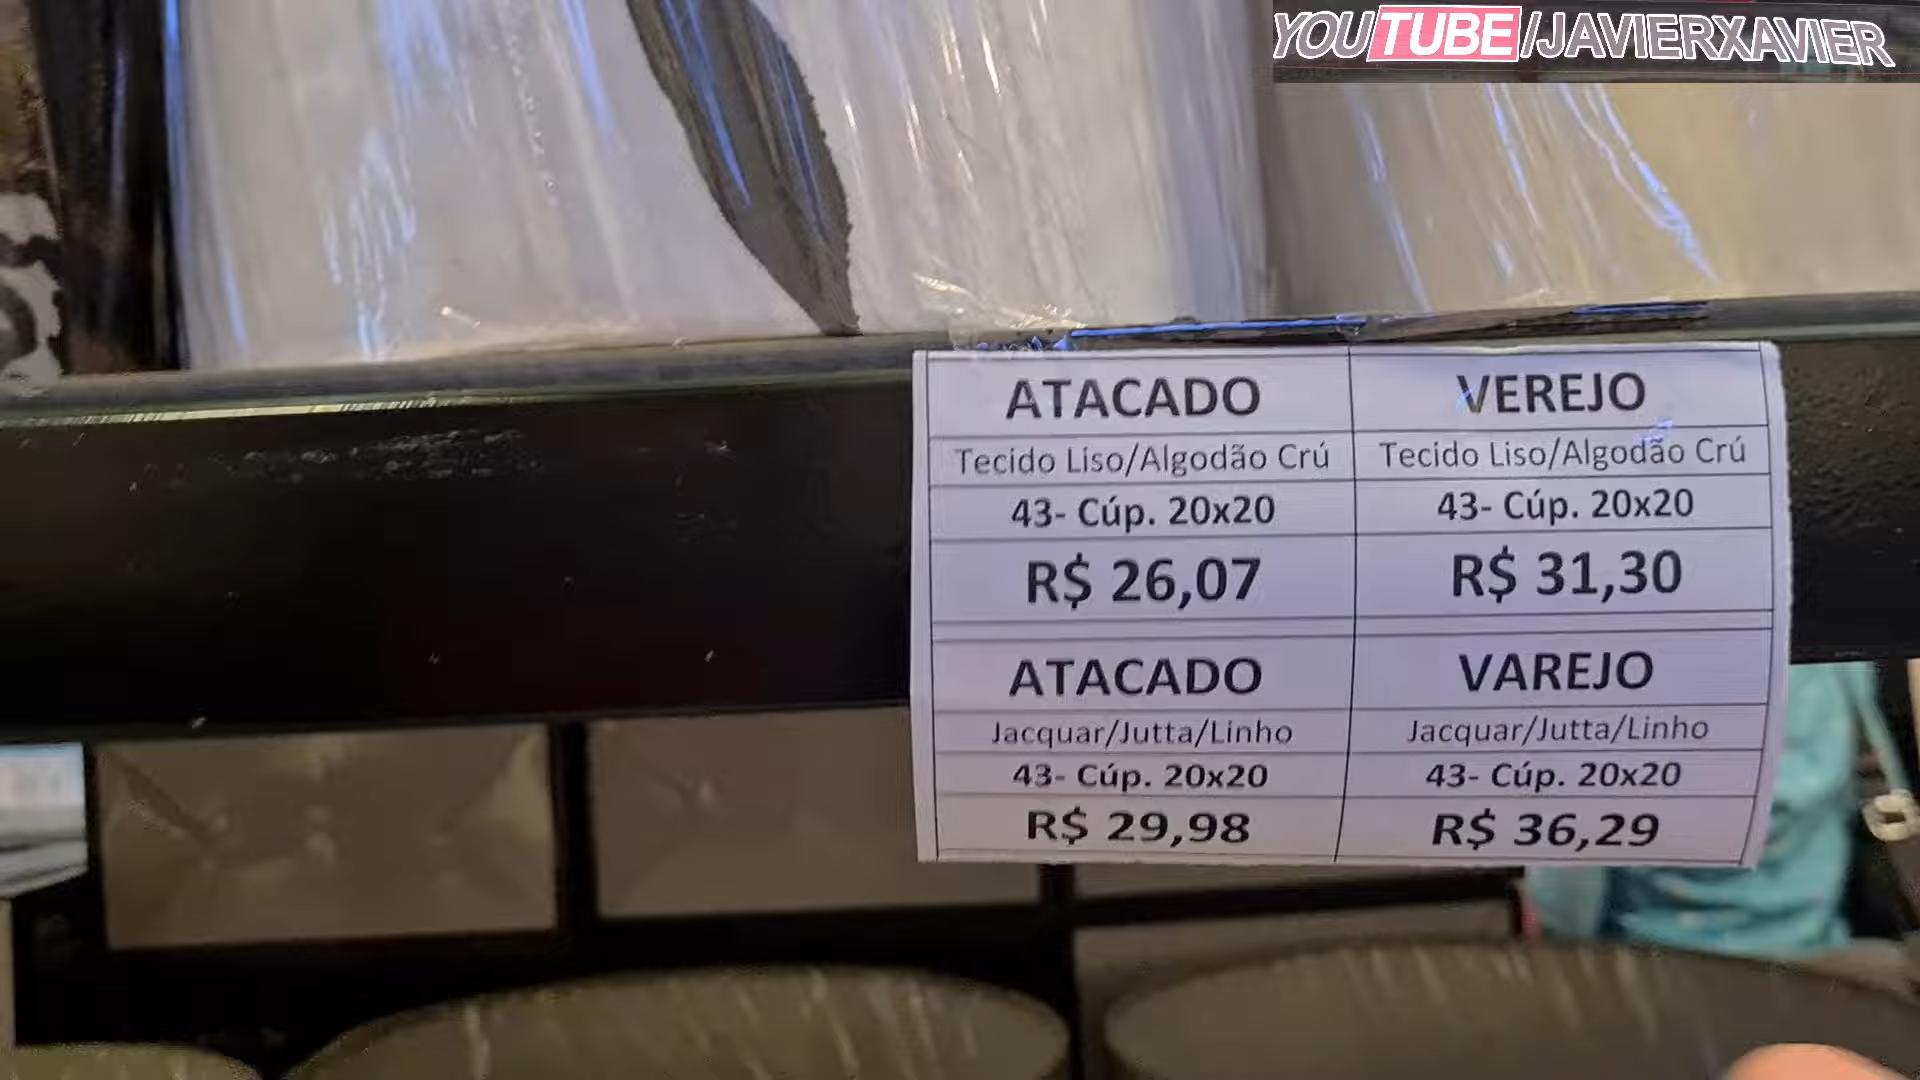 YOUTUBE/JAVIERXAVIER
ATACADO
Tecido Liso/Algodão Crú
43- Cúp. 20x20
R$ 26,07
VEREJO
Tecido Liso/Algodão Crú
43- Cúp. 20x20
R$ 31,30
ATACADO
Jacquar/Jutta/Linho
43- Cúp. 20x20
R$ 29,98
VAREJO
Jacquar/Jutta/Linho
43- Cúp. 20x20
R$ 36,29